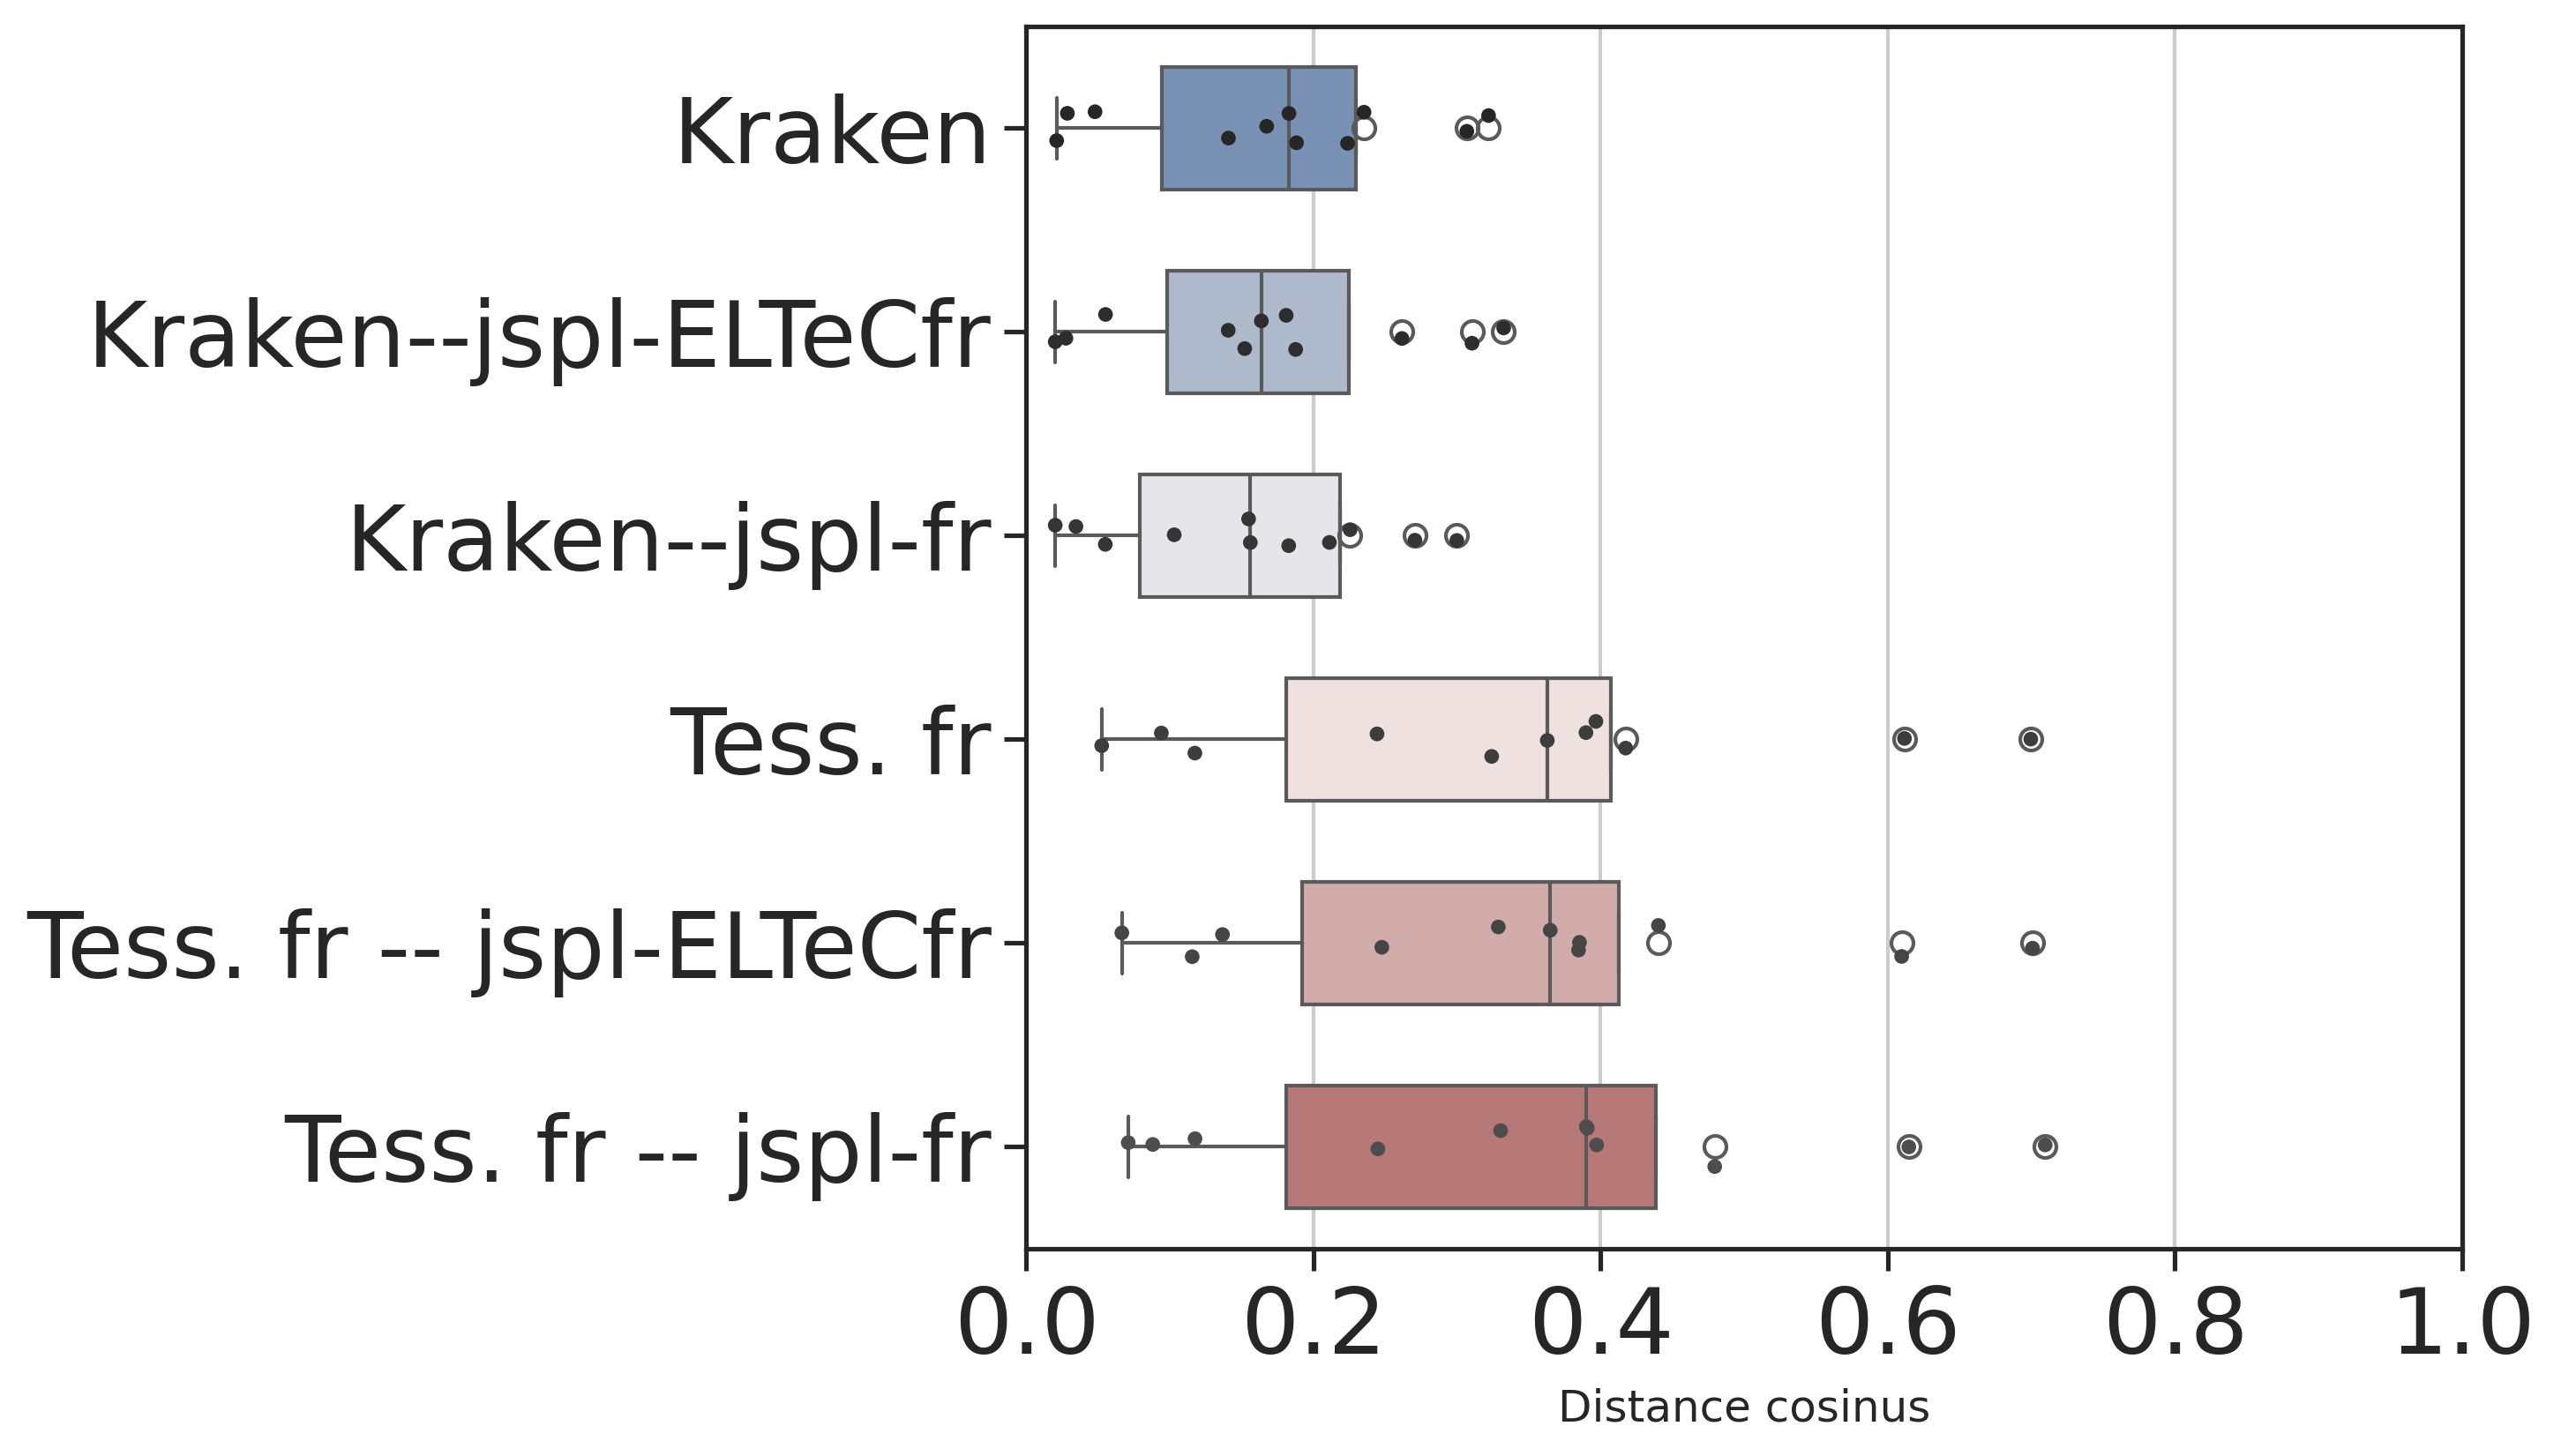 Kraken
Kraken--jspl-ELTeCfr
Kraken--jspl-fr
Tess. fr
Tess. fr -- jspl-ELTeCfr
Tess. fr -- jspl-fr
0.0 0.2 0.4 0.6 0.8 1.0
Distance cosinus